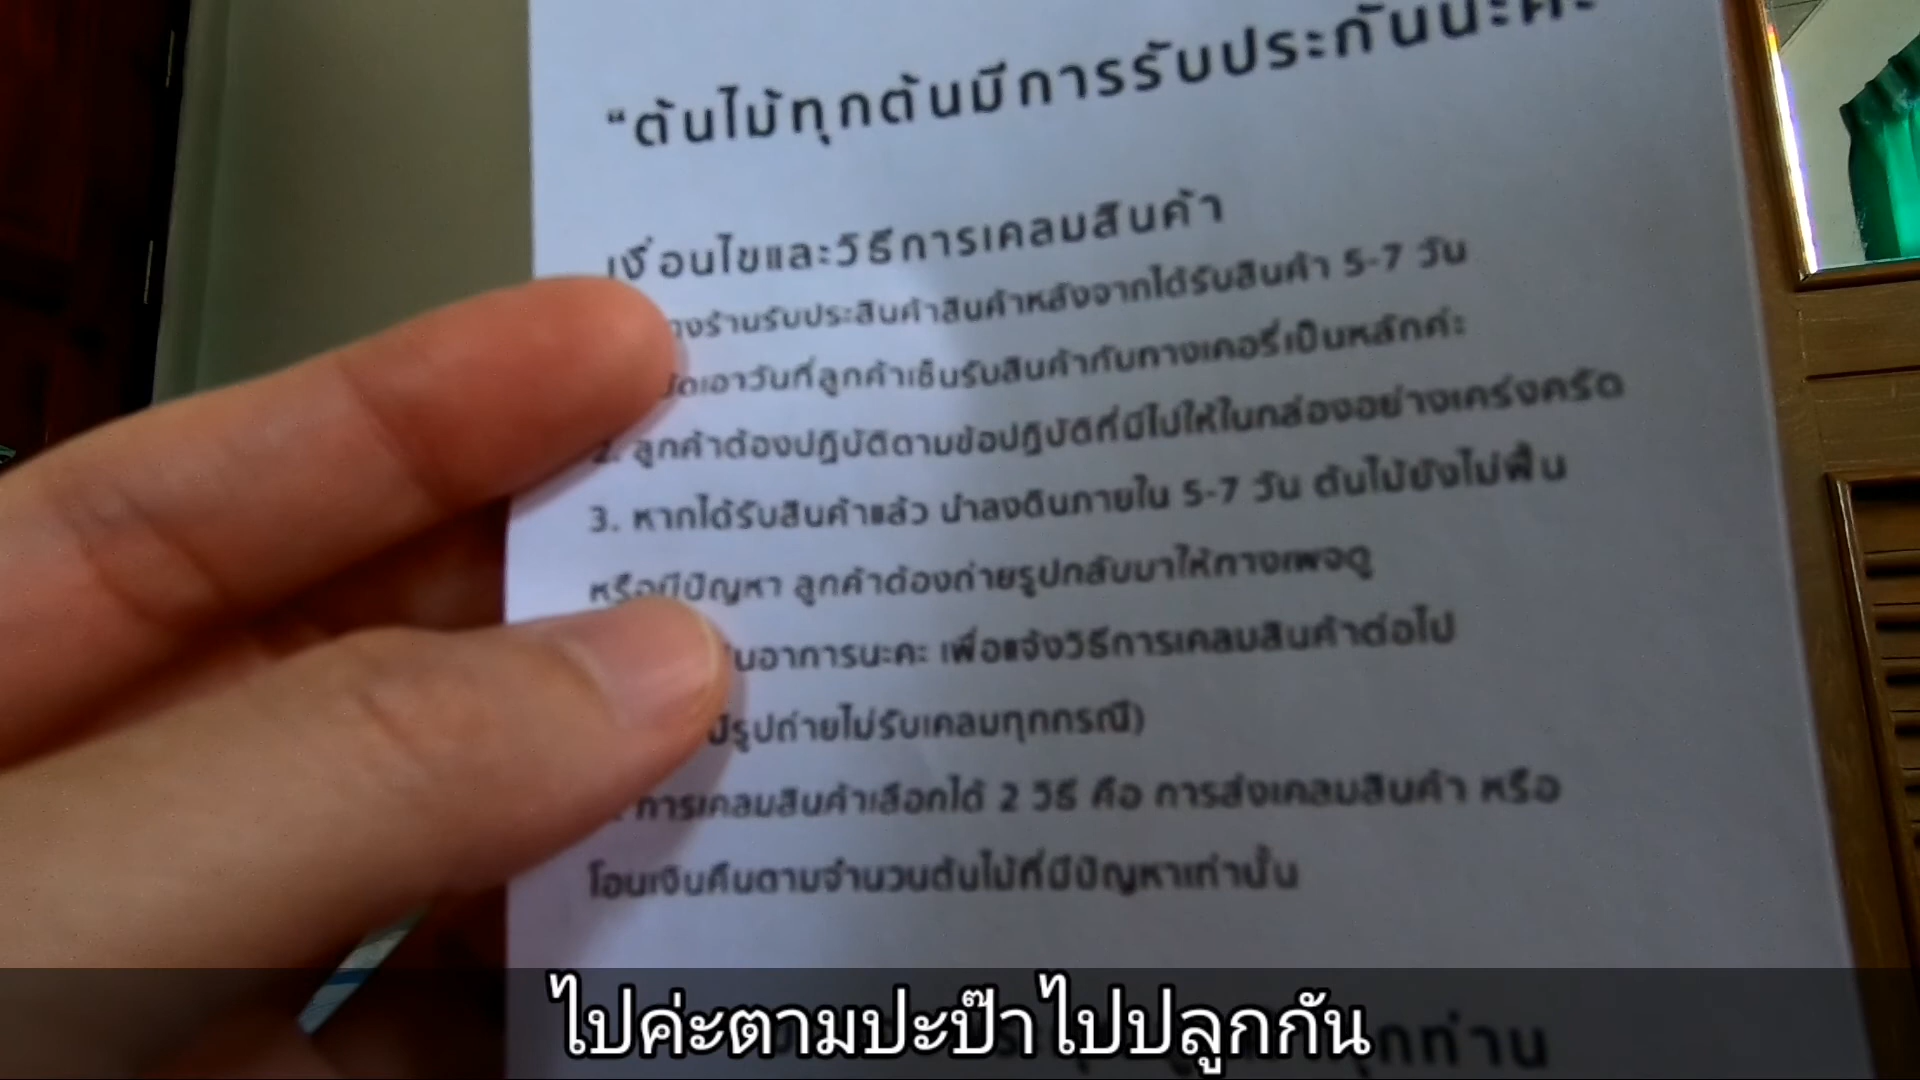 “ต้นไม้ทุกต้นมีการรับประกันนะคะ
เงื่อนไขและวิธีการเคลมสินค้า
งร้านรับประสินค้าสินค้าหลังจากได้รับสินค้า 5-7 วัน
เอาวันที่ลูกค้าเซ็นรับสินค้ากับทางเคอรี่เป็นหลักค่ะ
2. ลูกค้าต้องปฏิบัติตามข้อปฏิบัติที่มีไปให้ในกล่องอย่างเคร่งครัด
3. หากได้รับสินค้าแล้ว นำลงดินภายใน 5-7 วัน ต้นไม้ยังไม่ฟื้น
หรือมีปัญหา ลูกค้าต้องถ่ายรูปกลับมาให้ทางเพจดู
นอาการนะคะ เพื่อแจ้งวิธีการเคลมสินค้าต่อไป
รูปถ่ายไม่รับเคลมทุกกรณี)
การเคลมสินค้าเลือกได้ 2 วิธี คือ การส่งเคลมสินค้า หรือ
โอนเงินคืนตามจำนวนต้นไม้ที่มีปัญหาเท่านั้น
ไปค่ะตามปะป๊าไปปลูกกัน